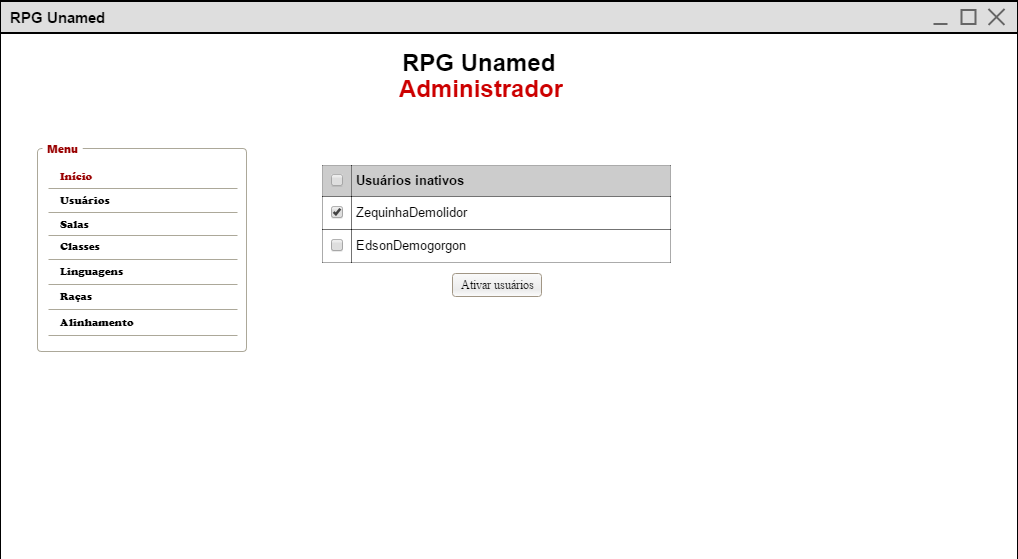 RPG Unamed
RPG Unamed
Administrador
Menu
Início
Usuários
Salas
Classes
Linguagens
Raças
Alinhamento
Usuários inativos
ZequinhaDemolidor
EdsonDemogorgon
Ativar usuários